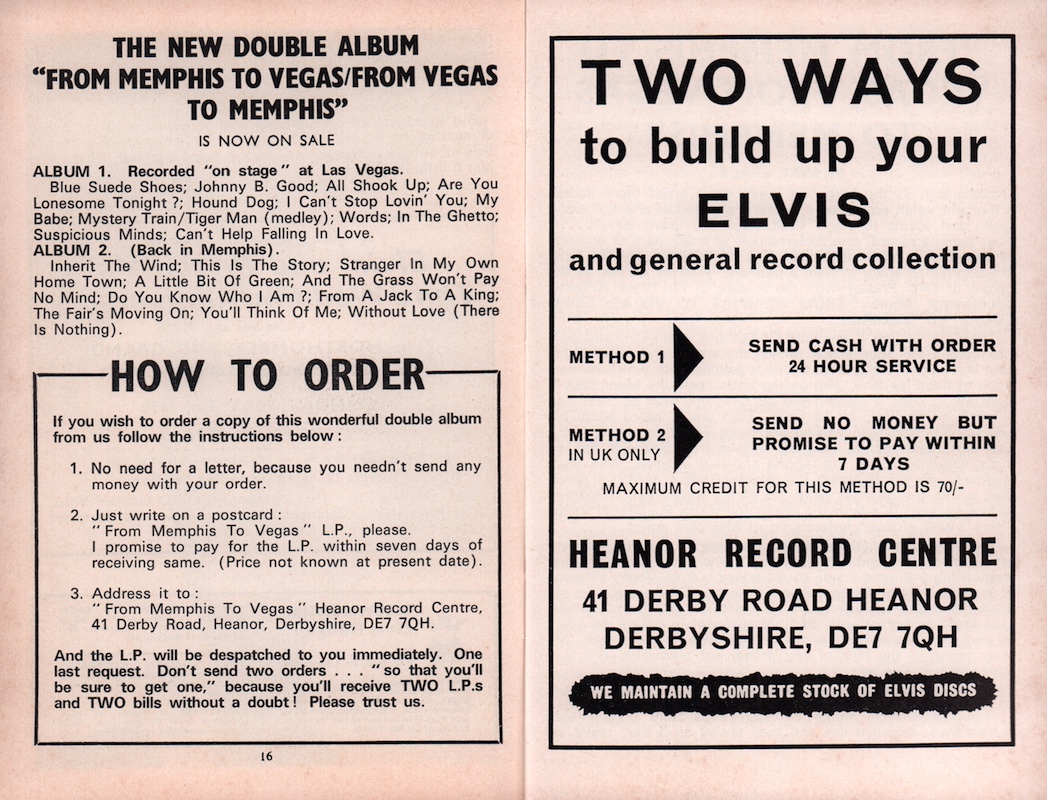 THE NEW DOUBLE ALBUM
“FROM MEMPHIS TO VEGAS/FROM VEGAS
TO MEMPHIS”
IS NOW ON SALE
ALBUM 1. Recorded “on stage” at Las Vegas.
Blue Suede Shoes; Johnny B. Good; All Shook Up; Are You
Lonesome Tonight?; Hound Dog; I Can’t Stop Lovin’ You; My
Babe; Mystery Train/Tiger Man (medley); Words; In The Ghetto;
Suspicious Minds; Can’t Help Falling In Love.
ALBUM 2. (Back in Memphis).
Inherit The Wind; This Is The Story; Stranger In My Own
Home Town; A Little Bit Of Green; And The Grass Won’t Pay
No Mind; Do You Know Who I Am?; From A Jack To A King;
The Fair’s Moving On; You’ll Think Of Me; Without Love (There
Is Nothing).
HOW TO ORDER
If you wish to order a copy of this wonderful double album
from us follow the instructions below:
1. No need for a letter, because you needn’t send any
money with your order.
2. Just write on a postcard:
“From Memphis To Vegas” L.P., please.
I promise to pay for the L.P. within seven days of
receiving same. (Price not known at present date).
3. Address it to:
“From Memphis To Vegas” Heanor Record Centre,
41 Derby Road, Heanor, Derbyshire, DE7 7QH.
And the L.P. will be despatched to you immediately. One
last request. Don’t send two orders . . . “so that you’ll
be sure to get one,” because you’ll receive TWO L.P.s
and TWO bills without a doubt! Please trust us.
16
TWO WAYS
to build up your
ELVIS
and general record collection
METHOD 1
SEND CASH WITH ORDER
24 HOUR SERVICE
METHOD 2
IN UK ONLY
SEND NO MONEY BUT
PROMISE TO PAY WITHIN
7 DAYS
MAXIMUM CREDIT FOR THIS METHOD IS 70/-
HEANOR RECORD CENTRE
41 DERBY ROAD HEANOR
DERBYSHIRE, DE7 7QH
WE MAINTAIN A COMPLETE STOCK OF ELVIS DISCS